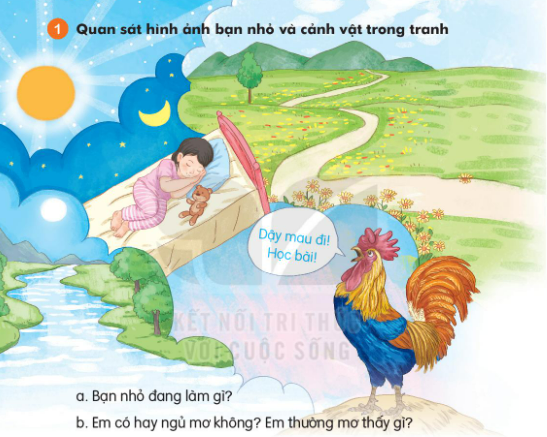 1 Quan sát hình ảnh bạn nhỏ và cảnh vật trong tranh
Dậy mau đi!
Học bài!
KẾT NỐI TRI THỨC
VỚI CUỘC SỐNG
a. Bạn nhỏ đang làm gì?
b. Em có hay ngủ mơ không? Em thường mơ thấy gì?